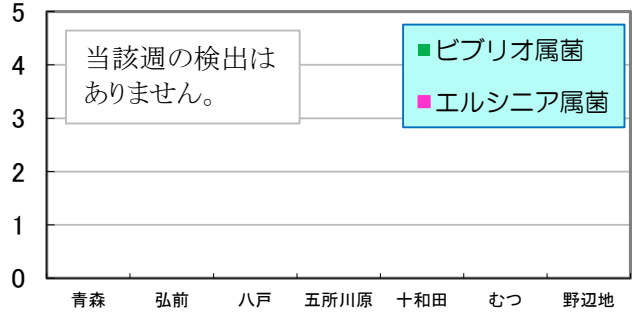 5
4
3
2
1
0
当該週の検出は
ありません。
ビブリオ属菌
エルシニア属菌
青森 弘前 八戸 五所川原 十和田 むつ 野辺地